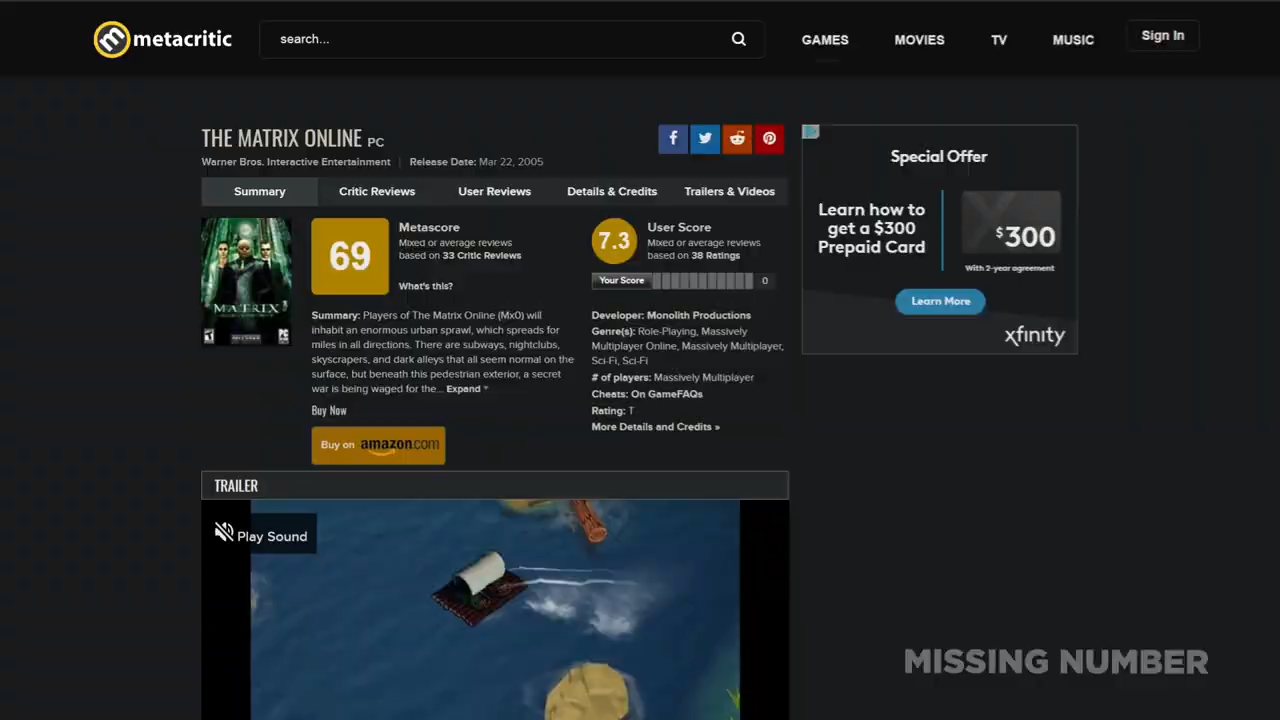 metacritic
search...
GAMES
MOVIES
TV
MUSIC
Sign In
THE MATRIX ONLINE PC
Warner Bros. Interactive Entertainment | Release Date: Mar 22, 2005
Summary
Critic Reviews
User Reviews
Details & Credits
Trailers & Videos
MATRIX
69
Metascore
Mixed or average reviews
based on 33 Critic Reviews
What's this?
7.3
User Score
Mixed or average reviews
based on 38 Ratings
Your Score
0
Summary: Players of The Matrix Online (MxO) will
inhabit an enormous urban sprawl, which spreads for
miles in all directions. There are subways, nightclubs,
skyscrapers, and dark alleys that all seem normal on the
surface, but beneath this pedestrian exterior, a secret
war is being waged for the... Expand
Buy Now
Buy on amazon.com
Developer: Monolith Productions
Genre(s): Role-Playing, Massively
Multiplayer Online, Massively Multiplayer,
Sci-Fi, Sci-Fi
# of players: Massively Multiplayer
Cheats: On GameFAQs
Rating: T
More Details and Credits »
Special Offer
Learn how to
get a $300
Prepaid Card
$300
With 2-year agreement
Learn More
xfinity
TRAILER
Play Sound
MISSING NUMBER